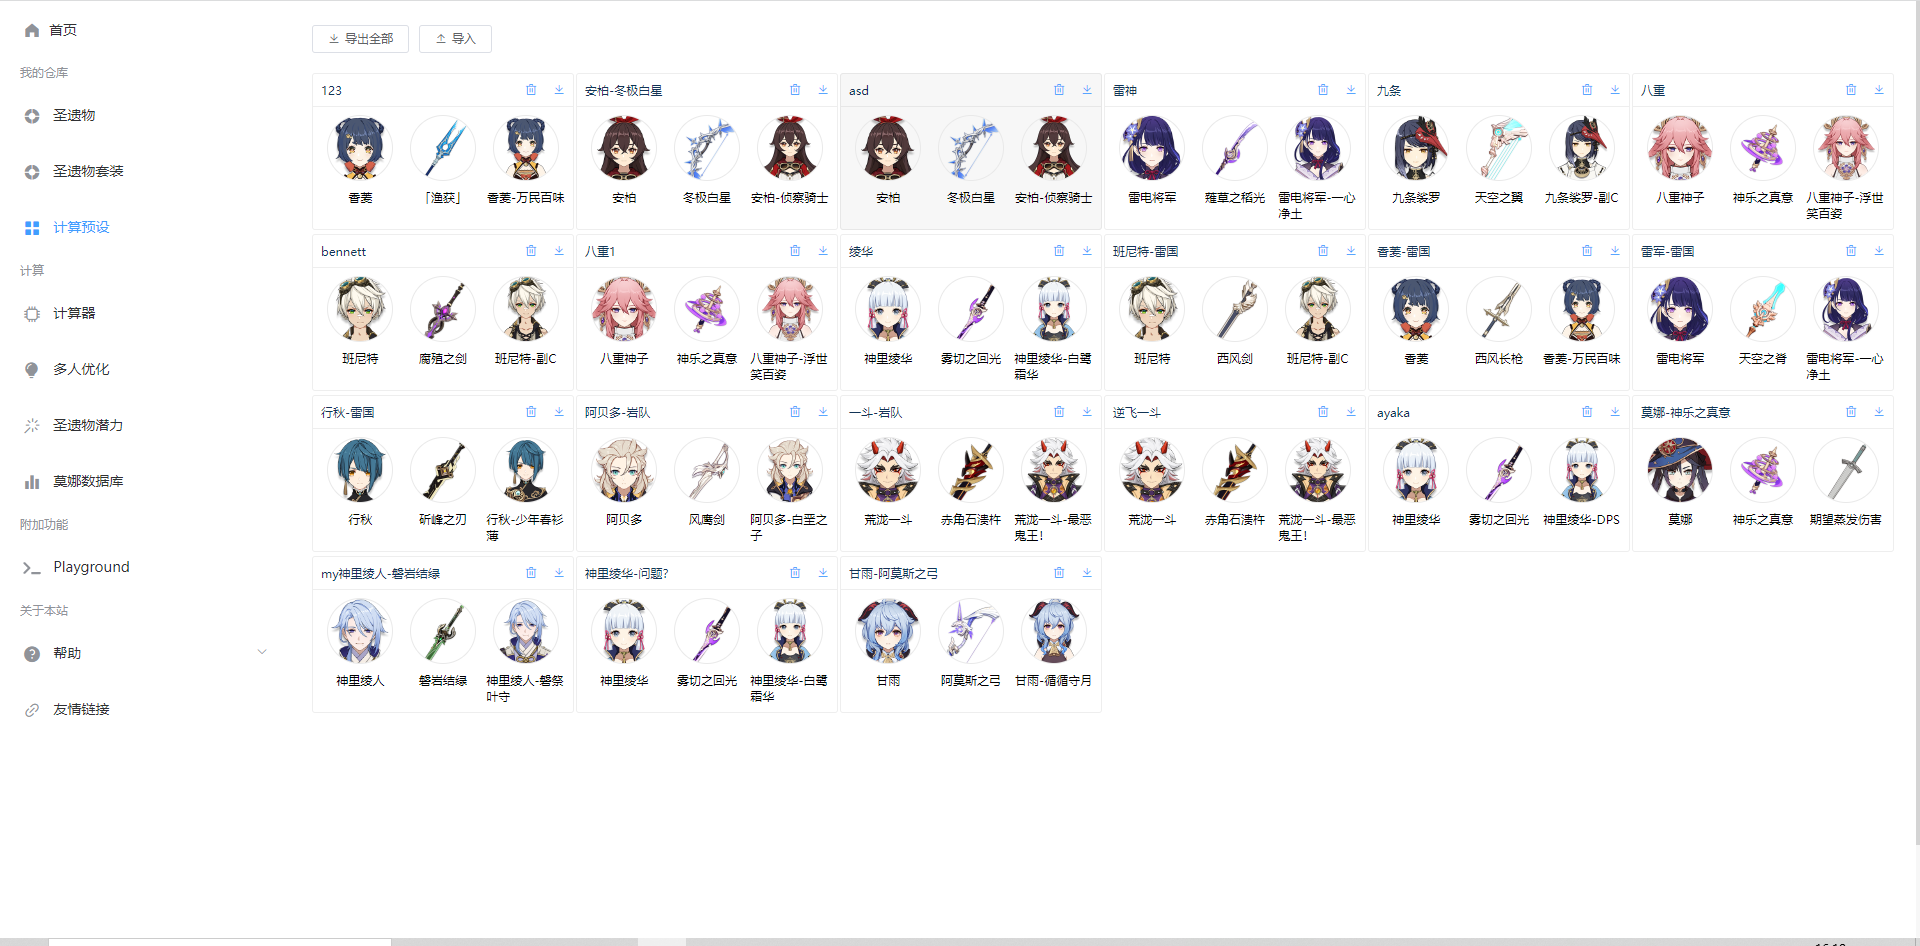 首页
我的仓库
圣遗物
圣遗物套装
计算预设
计算
计算器
多人优化
圣遗物潜力
莫娜数据库
附加功能
Playground
关于本站
帮助
友情链接
导出全部
导入
123
香菱
「渔获」
香菱-万民百味
安柏-冬极白星
安柏
冬极白星
安柏-侦察骑士
asd
安柏
冬极白星
安柏-侦察骑士
雷神
雷电将军
薙草之稻光
雷电将军-一心
净土
九条
九条裟罗
天空之翼
九条裟罗-副C
八重
八重神子
神乐之真意
八重神子-浮世
笑百姿
bennett
班尼特
腐殖之剑
班尼特-副C
八重1
八重神子
神乐之真意
八重神子-浮世
笑百姿
绫华
神里绫华
雾切之回光
神里绫华-白鹭
霜华
班尼特-雷国
班尼特
西风剑
班尼特-副C
香菱-雷国
香菱
西风长枪
香菱-万民百味
雷军-雷国
雷电将军
天空之脊
雷电将军-一心
净土
行秋-雷国
行秋
斫峰之刃
行秋-少年春衫
薄
阿贝多-岩队
阿贝多
风鹰剑
阿贝多-白垩之
子
一斗-岩队
荒泷一斗
赤角石溃杵
荒泷一斗-最恶
鬼王!
逆飞一斗
荒泷一斗
赤角石溃杵
荒泷一斗-最恶
鬼王!
ayaka
神里绫华
雾切之回光
神里绫华-DPS
莫娜-神乐之真意
莫娜
神乐之真意
期望蒸发伤害
my神里绫人-磐岩结绿
神里绫人
磐岩结绿
神里绫人-磐祭
叶守
神里绫华-问题?
神里绫华
雾切之回光
神里绫华-白鹭
霜华
甘雨-阿莫斯之弓
甘雨
阿莫斯之弓
甘雨-循循守月